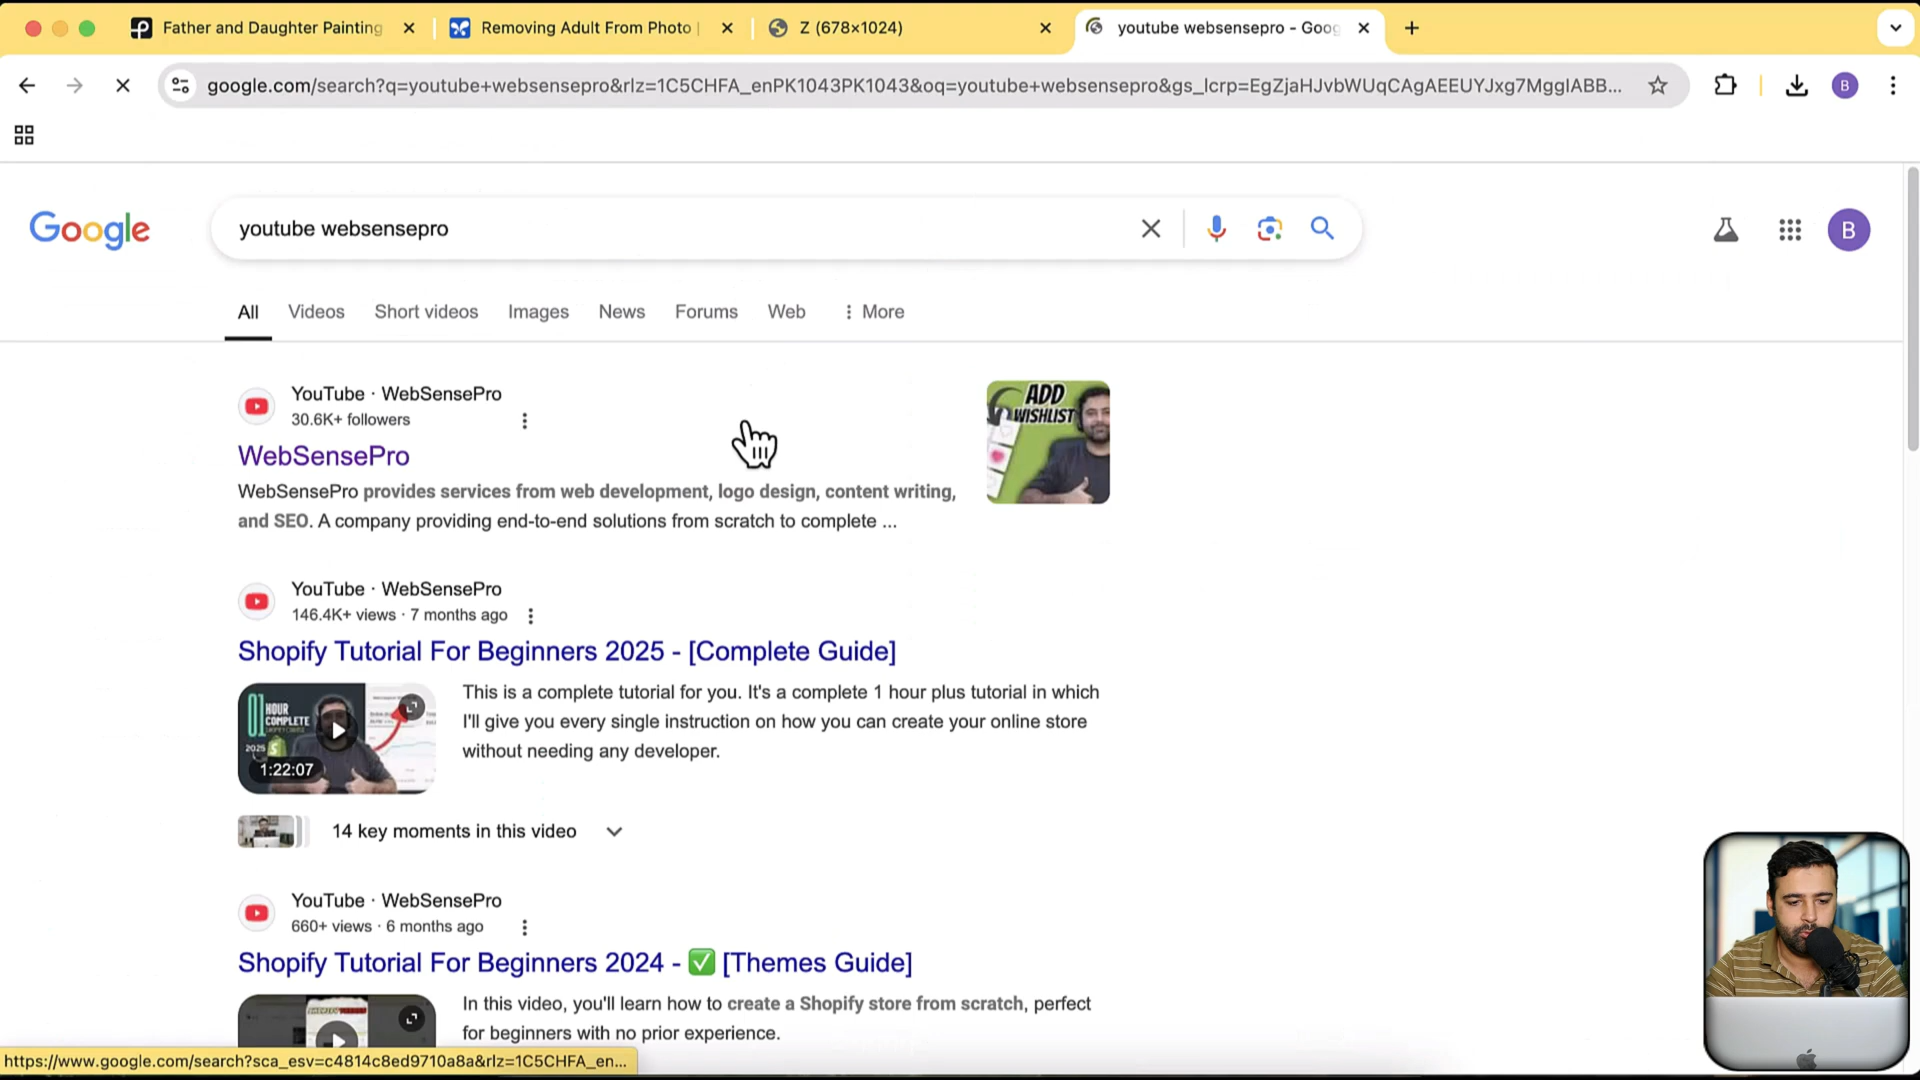 Father and Daughter Painting
Removing Adult From Photo |
Z (678×1024)
youtube websensepro - Goog
google.com/search?q=youtube+websensepro&rlz=1C5CHFA_enPK1043PK1043&oq=youtube+websensepro&gs_lcrp=EgZjaHJvbWUqCAgAEEUYJxg7MggIABB...
B
Google
youtube websensepro
B
All
Videos
Short videos
Images
News
Forums
Web
More
YouTube · WebSensePro
30.6K+ followers
WebSensePro
WebSensePro provides services from web development, logo design, content writing,
and SEO. A company providing end-to-end solutions from scratch to complete ...
ADD
WISHLIST
YouTube · WebSensePro
146.4K+ views · 7 months ago
Shopify Tutorial For Beginners 2025 - [Complete Guide]
01
HOUR
COMPLETE
2025
1:22:07
This is a complete tutorial for you. It's a complete 1 hour plus tutorial in which
I'll give you every single instruction on how you can create your online store
without needing any developer.
14 key moments in this video
YouTube · WebSensePro
660+ views · 6 months ago
Shopify Tutorial For Beginners 2024 - ✅ [Themes Guide]
In this video, you'll learn how to create a Shopify store from scratch, perfect
for beginners with no prior experience.
https://www.google.com/search?sca_esv=c4814c8ed9710a8a&rlz=1C5CHFA_en...